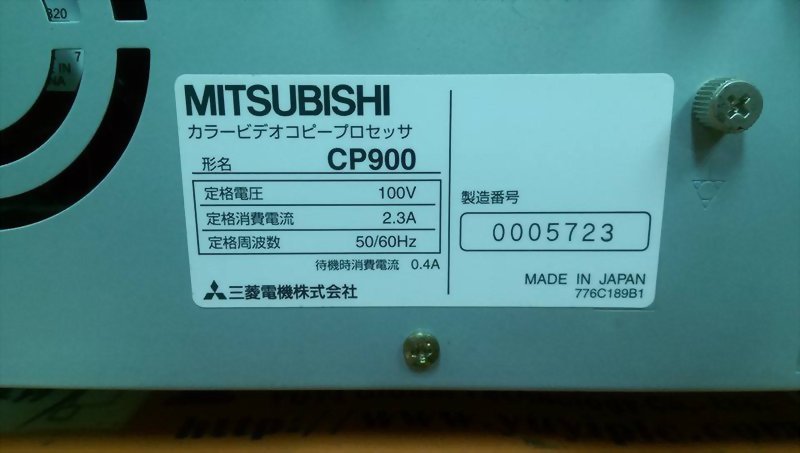 820
7
IN
MITSUBISHI
カラービデオコピープロセッサ
形名 CP900
定格電圧 100V
定格消費電流 2.3A
定格周波数 50/60Hz
待機時消費電流 0.4A
三菱電機株式会社
製造番号
0005723
MADE IN JAPAN
776C189B1